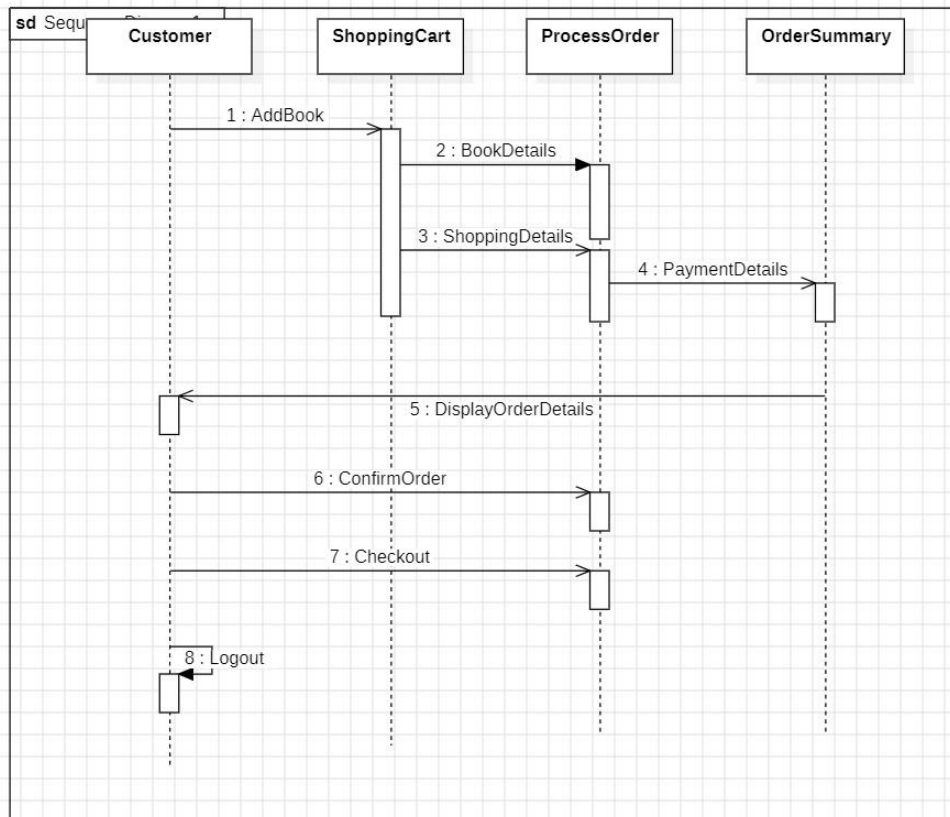 sd
Customer
ShoppingCart
ProcessOrder
OrderSummary
1 : AddBook
2 : BookDetails
3 : ShoppingDetails
4 : PaymentDetails
5 : DisplayOrderDetails
6 : ConfirmOrder
7 : Checkout
8 : Logout